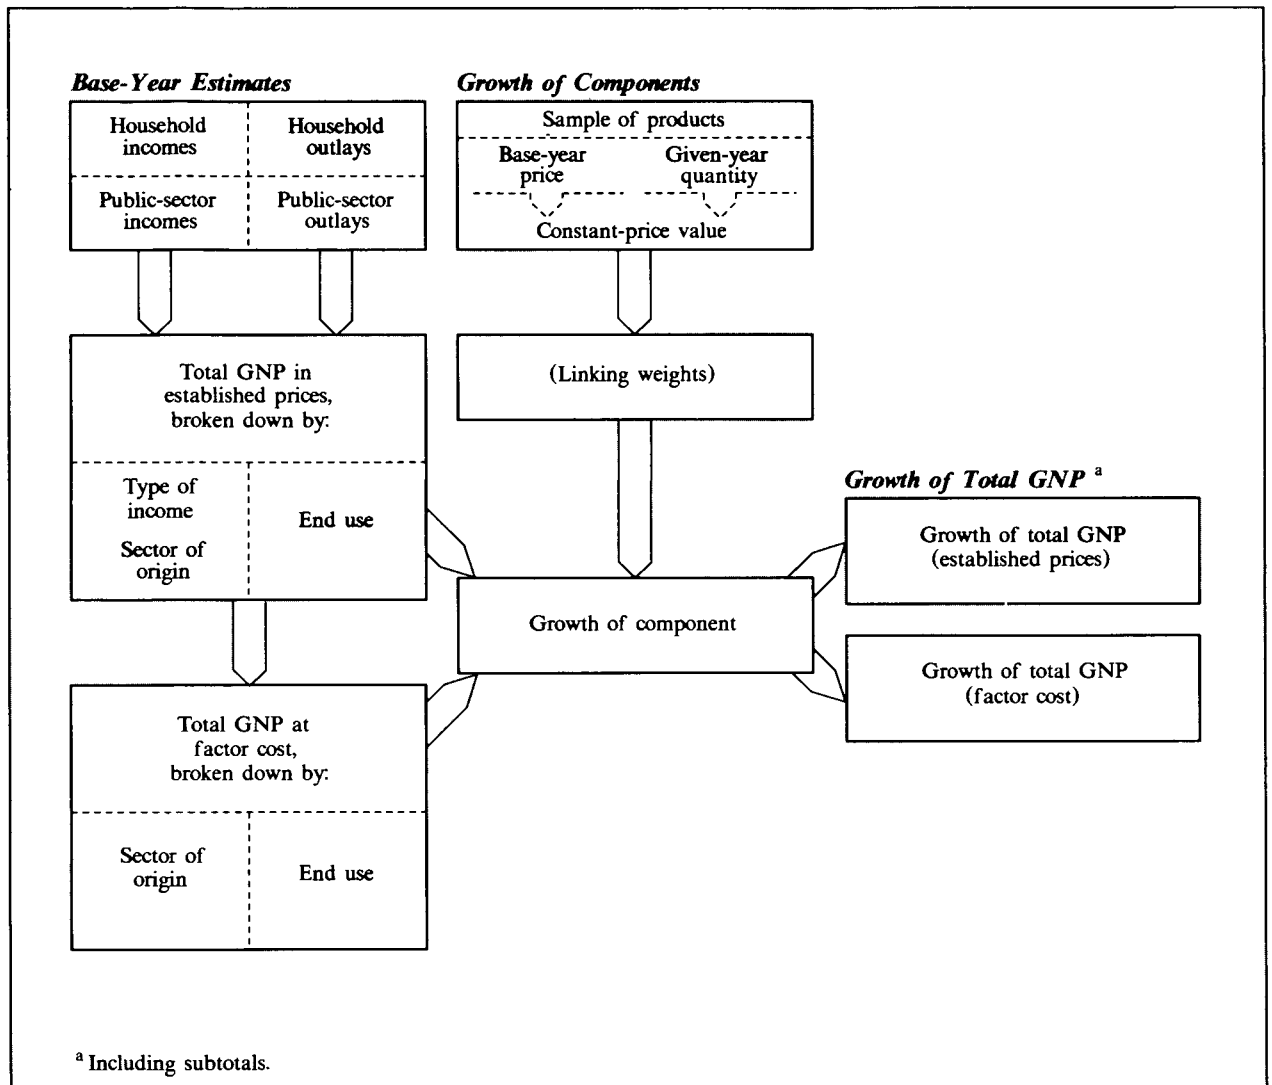 Base-Year Estimates
Household
incomes
Household
outlays
Public-sector
incomes
Public-sector
outlays
Total GNP in
established prices,
broken down by:
Type of
income
Sector of
origin
End use
Total GNP at
factor cost,
broken down by:
Sector of
origin
End use
Growth of Components
Sample of products
Base-year
price
Given-year
quantity
Constant-price value
(Linking weights)
Growth of component
Growth of Total GNP a
Growth of total GNP
(established prices)
Growth of total GNP
(factor cost)
a Including subtotals.